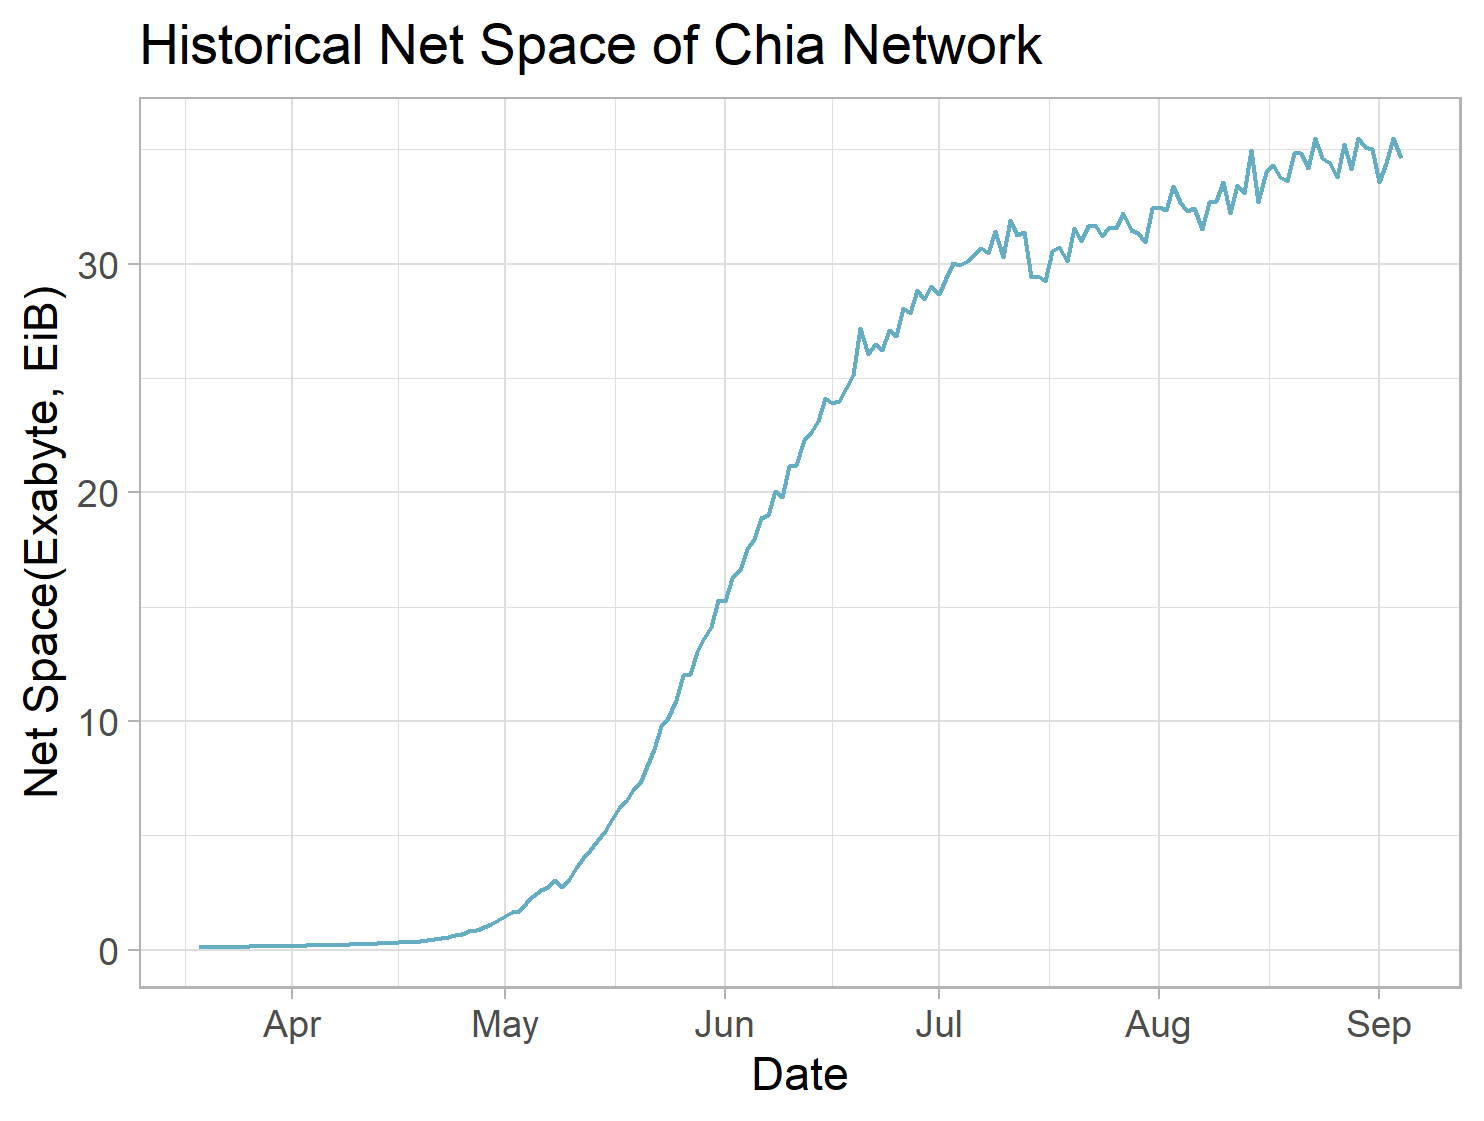 Historical Net Space of Chia Network
Net Space(Exabyte, EiB)
30
20
10
0
Apr May Jun Jul Aug Sep
Date